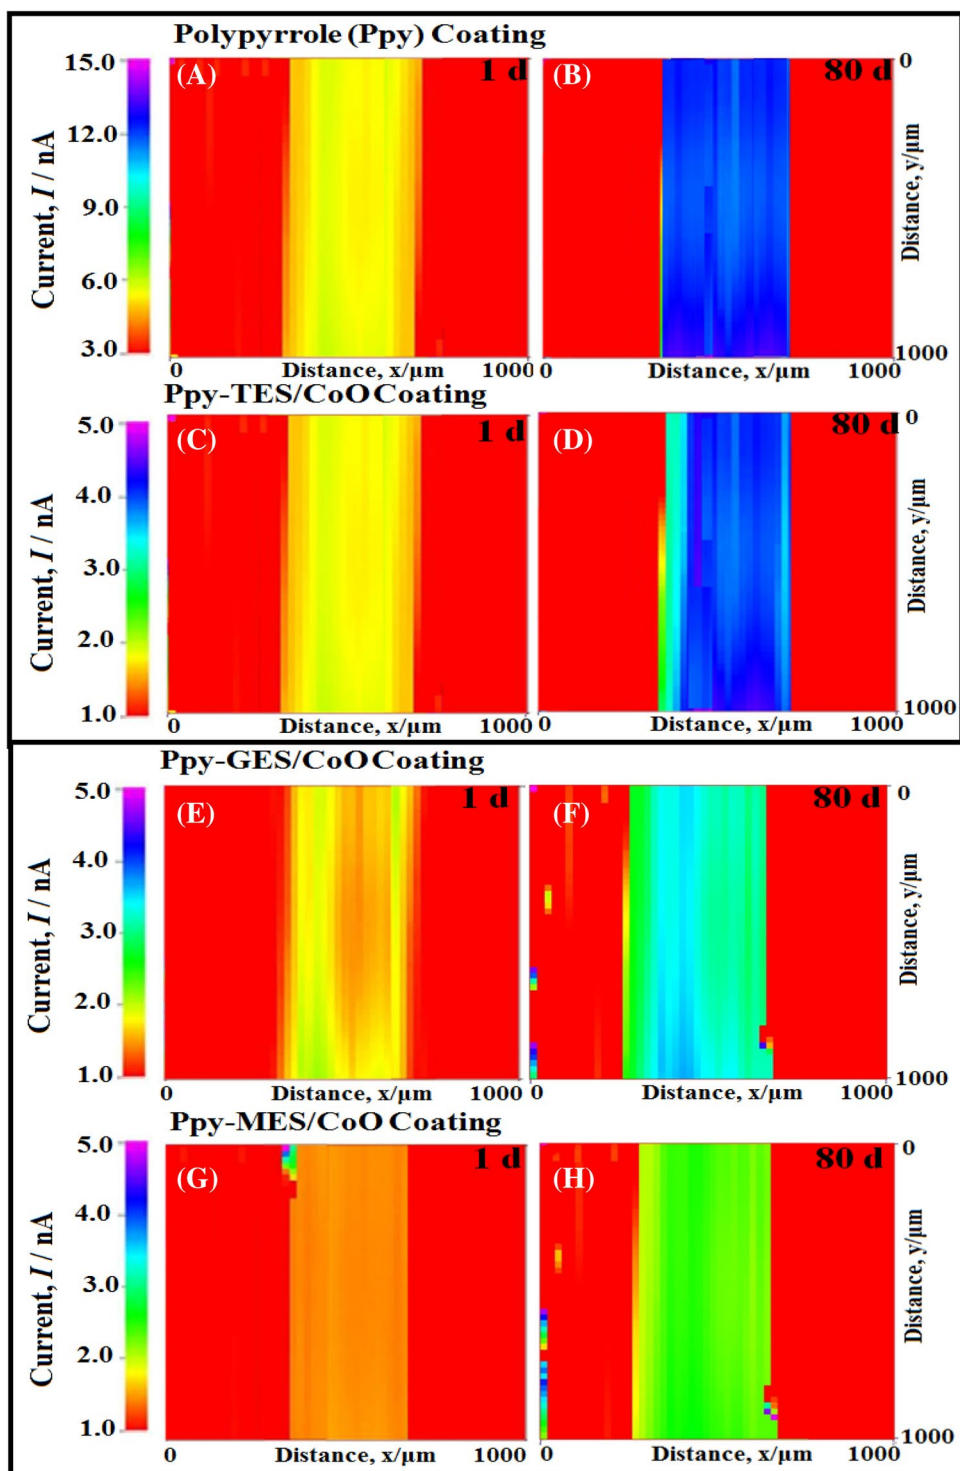 Polypyrrole (Ppy) Coating
15.0
12.0
9.0
6.0
3.0
Current, I / nA
(A)
1 d
(B)
80 d
0
Distance, y/µm
1000
0
Distance, x/µm
1000
0
Distance, x/µm
1000
Ppy-TES/CoO Coating
5.0
4.0
3.0
2.0
1.0
Current, I / nA
(C)
1 d
(D)
80 d
0
Distance, y/µm
1000
0
Distance, x/µm
1000
0
Distance, x/µm
1000
Ppy-GES/CoO Coating
5.0
4.0
3.0
2.0
1.0
Current, I / nA
(E)
1 d
(F)
80 d
0
Distance, y/µm
1000
0
Distance, x/µm
1000
0
Distance, x/µm
1000
Ppy-MES/CoO Coating
5.0
4.0
3.0
2.0
1.0
Current, I / nA
(G)
1 d
(H)
80 d
0
Distance, y/µm
1000
0
Distance, x/µm
1000
0
Distance, x/µm
1000